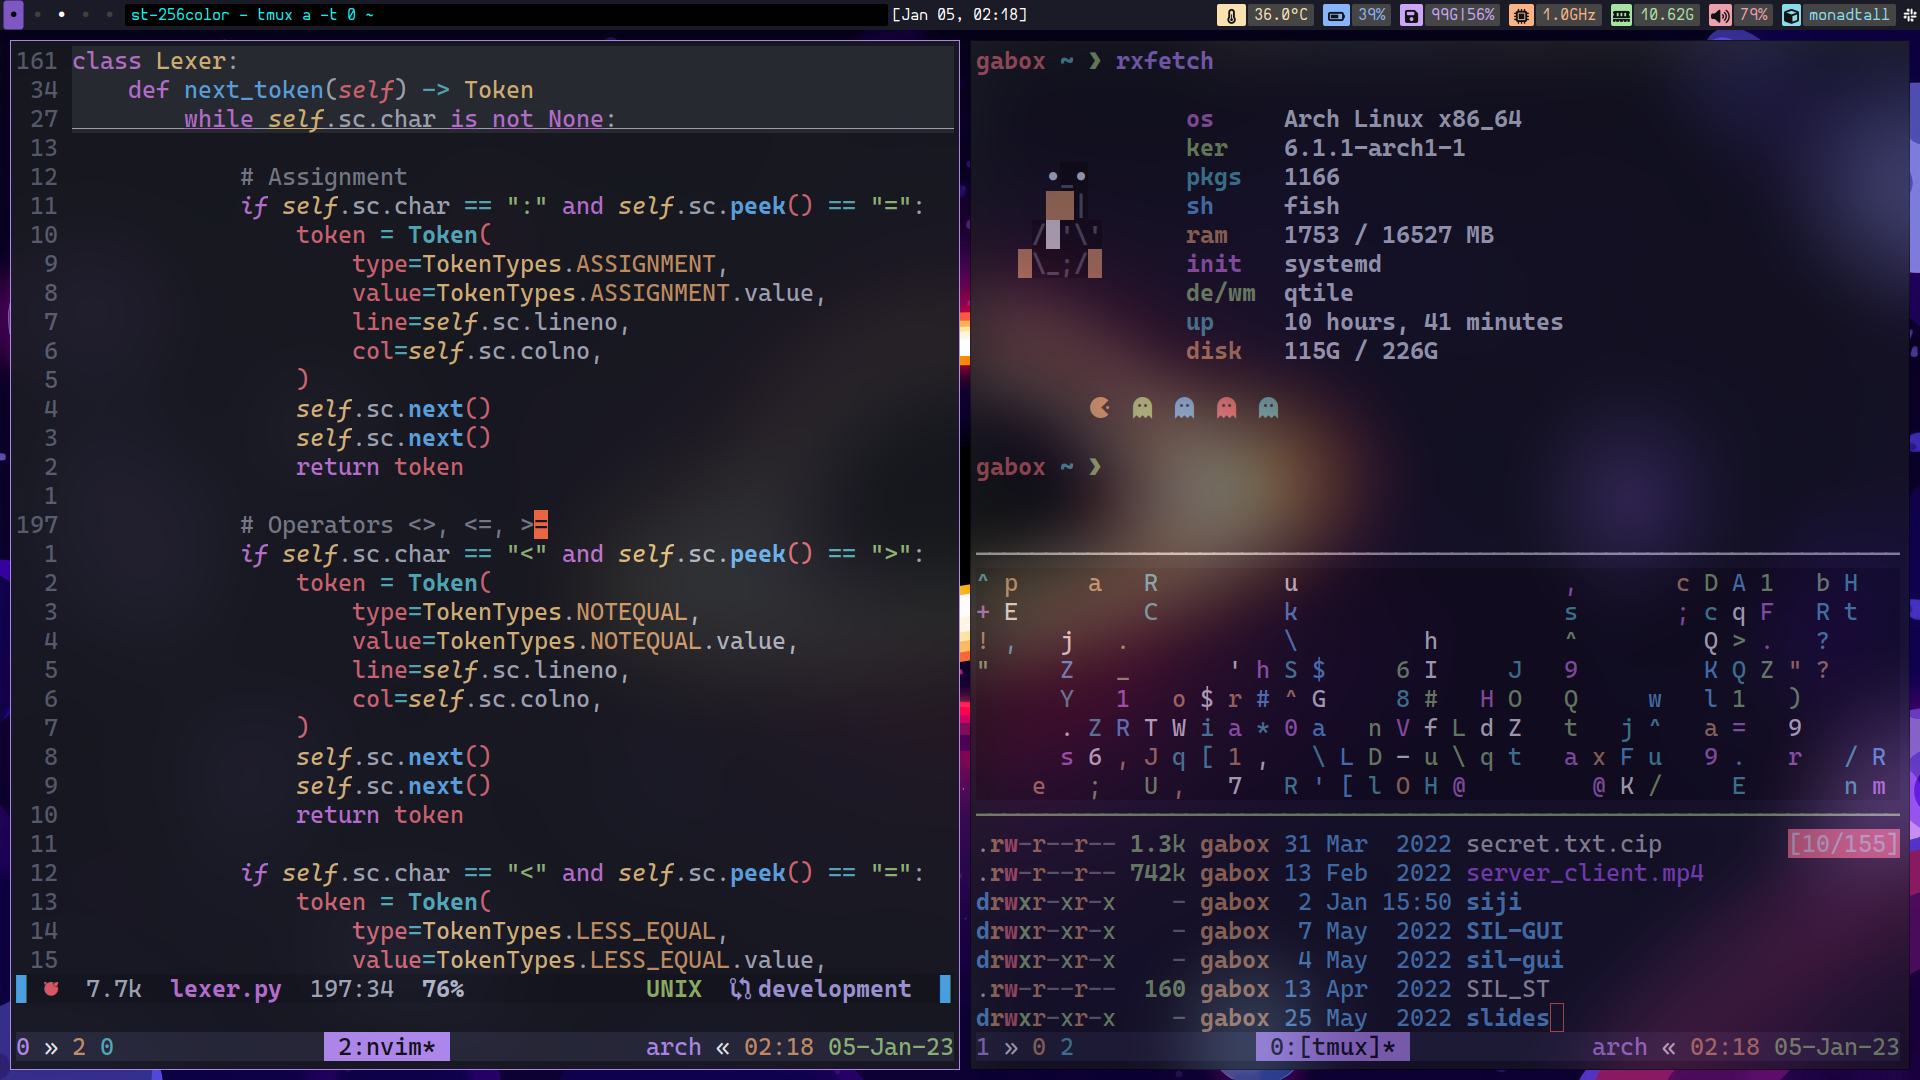 st-256color - tmux a -t 0 ~
[Jan 05, 02:18]
36.0°C
39%
99G|56%
1.0GHz
10.62G
79%
monadtall
161 class Lexer:
34 def next_token(self) -> Token
27 while self.sc.char is not None:
13
12 # Assignment
11 if self.sc.char == ":" and self.sc.peek() == "=":
10 token = Token(
9 type=TokenTypes.ASSIGNMENT,
8 value=TokenTypes.ASSIGNMENT.value,
7 line=self.sc.lineno,
6 col=self.sc.colno,
5 )
4 self.sc.next()
3 self.sc.next()
2 return token
1
197 # Operators <>, <=, >=
1 if self.sc.char == "<" and self.sc.peek() == ">":
2 token = Token(
3 type=TokenTypes.NOTEQUAL,
4 value=TokenTypes.NOTEQUAL.value,
5 line=self.sc.lineno,
6 col=self.sc.colno,
7 )
8 self.sc.next()
9 self.sc.next()
10 return token
11
12 if self.sc.char == "<" and self.sc.peek() == "=":
13 token = Token(
14 type=TokenTypes.LESS_EQUAL,
15 value=TokenTypes.LESS_EQUAL.value,
7.7k lexer.py 197:34 76% UNIX development
0 » 2 0 2:nvim* arch « 02:18 05-Jan-23
gabox ~ ❯ rxfetch
os Arch Linux x86_64
ker 6.1.1-arch1-1
pkgs 1166
sh fish
ram 1753 / 16527 MB
init systemd
de/wm qtile
up 10 hours, 41 minutes
disk 115G / 226G
gabox ~ ❯
^ p a R u , c D A 1 b H
+ E C k s ; c q F R t
! , j . \ h ^ Q > . ?
" Z _ ' h S $ 6 I J 9 K Q Z " ?
Y 1 o $ r # ^ G 8 # H O Q w l 1 )
. Z R T W i a * 0 a n V f L d Z t j ^ a = 9
s 6 , J q [ 1 , \ L D - u \ q t a x F u 9 . r / R
e ; U , 7 R ' [ l O H @ @ K / E n m
.rw-r--r-- 1.3k gabox 31 Mar 2022 secret.txt.cip [10/155]
.rw-r--r-- 742k gabox 13 Feb 2022 server_client.mp4
drwxr-xr-x - gabox 2 Jan 15:50 siji
drwxr-xr-x - gabox 7 May 2022 SIL-GUI
drwxr-xr-x - gabox 4 May 2022 sil-gui
.rw-r--r-- 160 gabox 13 Apr 2022 SIL_ST
drwxr-xr-x - gabox 25 May 2022 slides
1 » 0 2 0:[tmux]* arch « 02:18 05-Jan-23